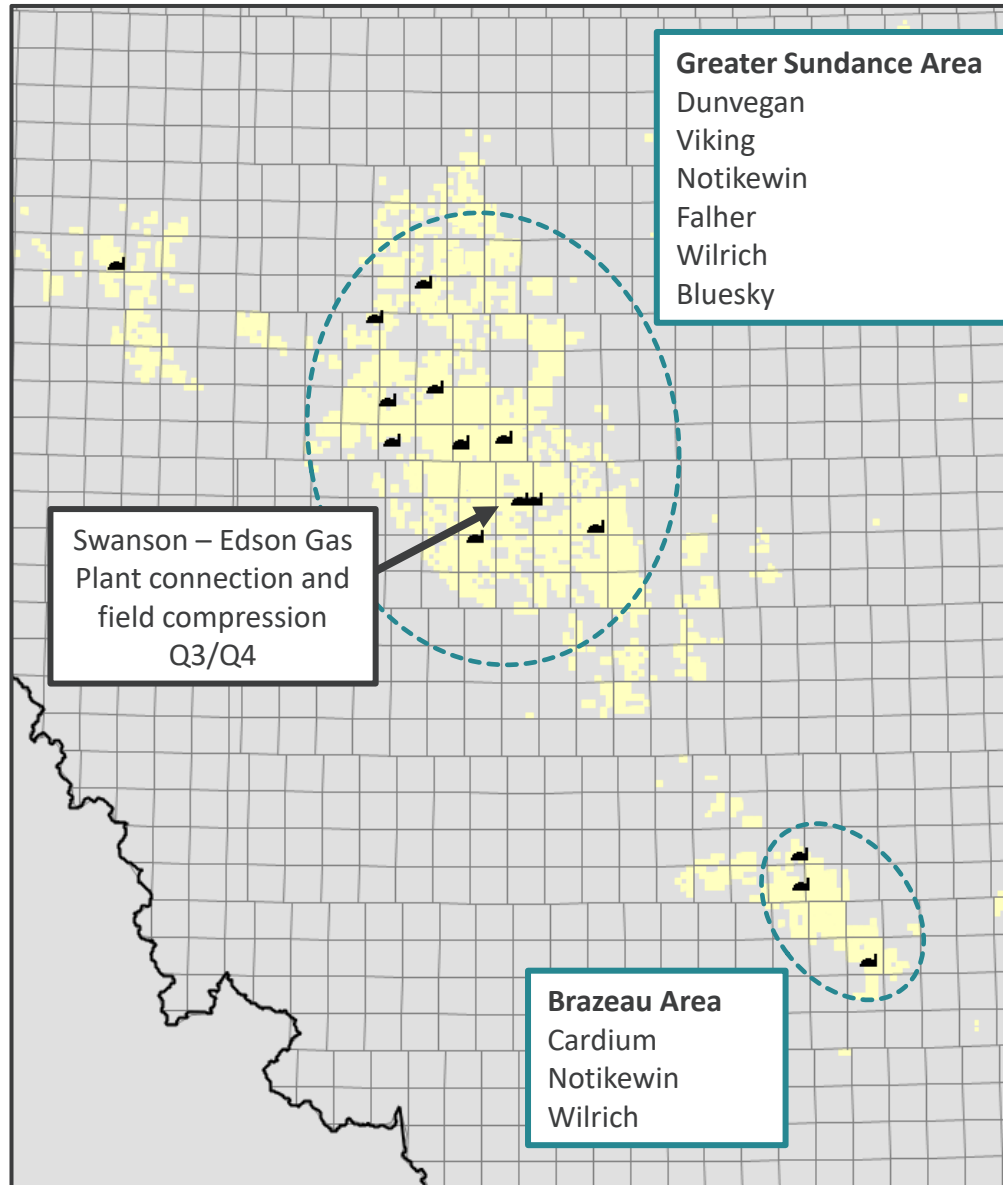 Greater Sundance Area
Dunvegan
Viking
Notikewin
Falher
Wilrich
Bluesky
Swanson – Edson Gas
Plant connection and
field compression
Q3/Q4
Brazeau Area
Cardium
Notikewin
Wilrich